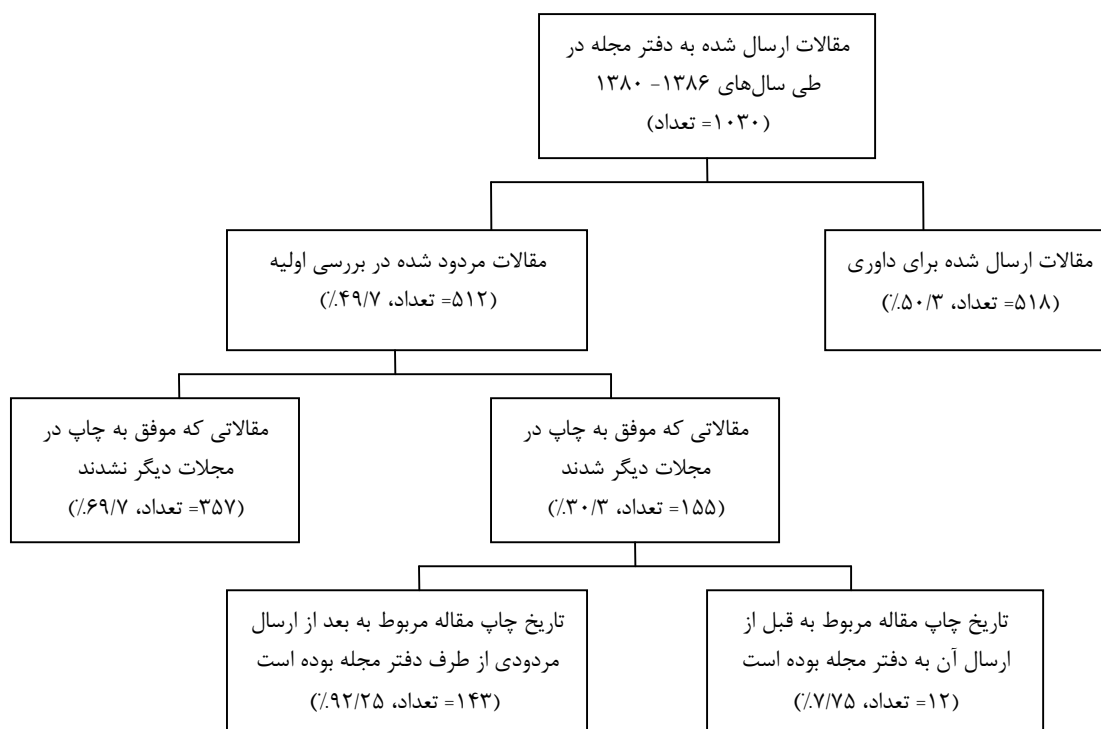 مقالات ارسال شده به دفتر مجله در
طی سال‌های ۱۳۸۶- ۱۳۸۰
(۱۰۳۰= تعداد)
مقالات ارسال شده برای داوری
(۵۱۸= تعداد، ۵۰/۳٪)
مقالات مردود شده در بررسی اولیه
(۵۱۲= تعداد، ۴۹/۷٪)
مقالاتی که موفق به چاپ در
مجلات دیگر شدند
(۱۵۵= تعداد، ۳۰/۳٪)
مقالاتی که موفق به چاپ در
مجلات دیگر نشدند
(۳۵۷= تعداد، ۶۹/۷٪)
تاریخ چاپ مقاله مربوط به قبل از
ارسال آن به دفتر مجله بوده است
(۱۲= تعداد، ۷/۷۵٪)
تاریخ چاپ مقاله مربوط به بعد از ارسال
مردودی از طرف دفتر مجله بوده است
(۱۴۳= تعداد، ۹۲/۲۵٪)